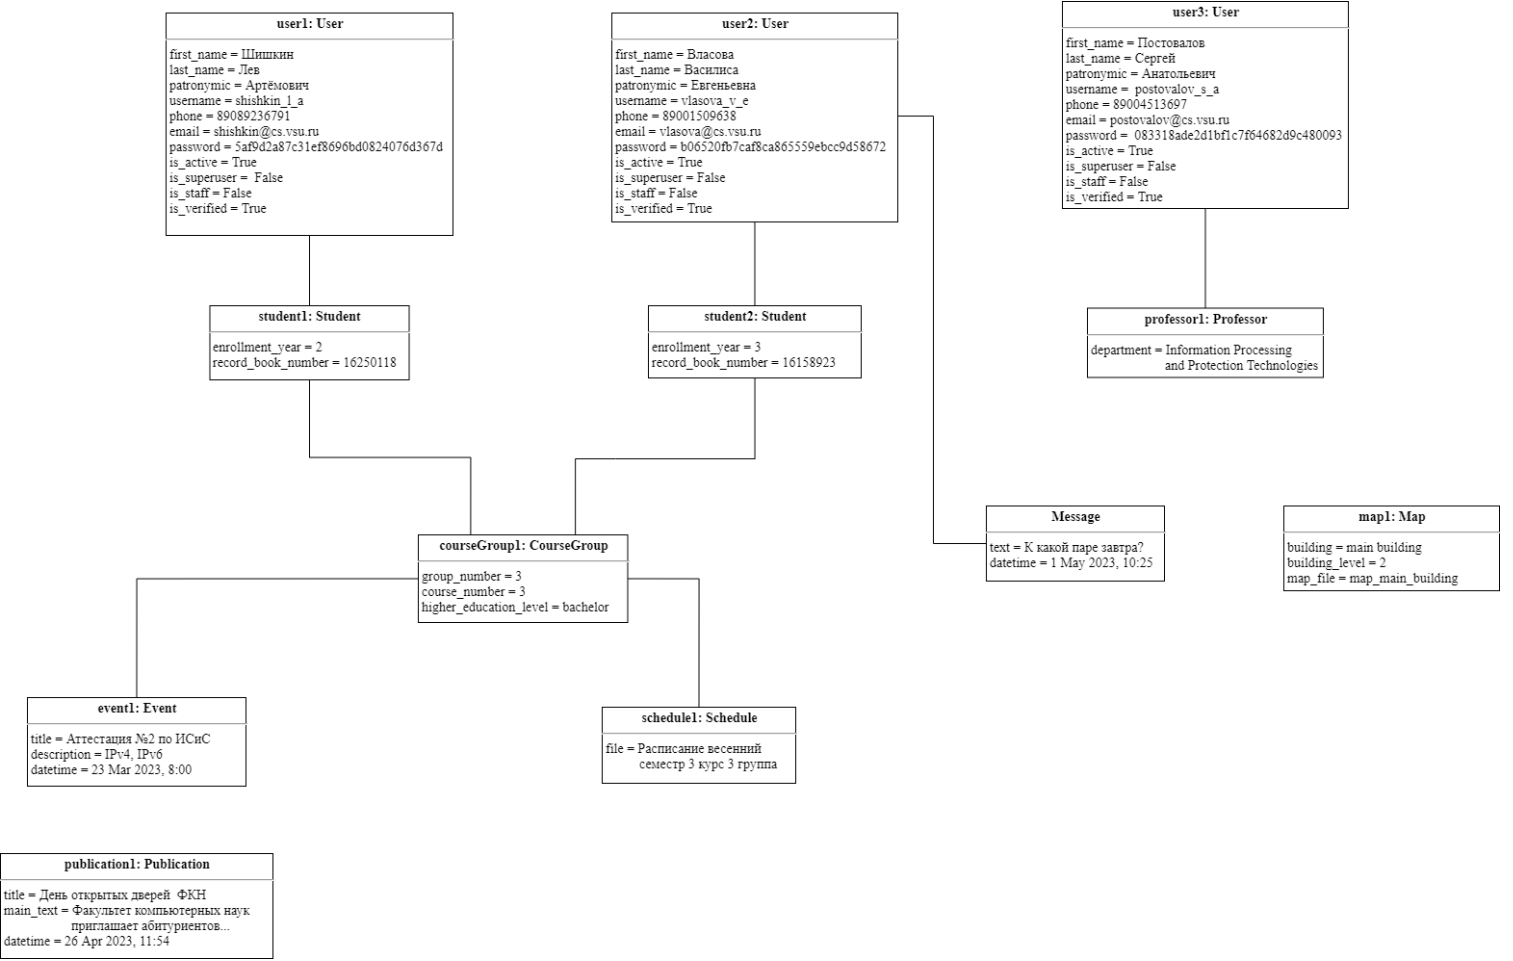 user1: User
first_name = Шишкин
last_name = Лев
patronymic = Артёмович
username = shishkin_l_a
phone = 89089236791
email = shishkin@cs.vsu.ru
password = 5af9d2a87c31ef8696bd0824076d367d
is_active = True
is_superuser =  False
is_staff = False
is_verified = True
user2: User
first_name = Власова
last_name = Василиса
patronymic = Евгеньевна
username = vlasova_v_e
phone = 89001509638
email = vlasova@cs.vsu.ru
password = b06520fb7caf8ca865559ebcc9d58672
is_active = True
is_superuser = False
is_staff = False
is_verified = True
user3: User
first_name = Постовалов
last_name = Сергей
patronymic = Анатольевич
username =  postovalov_s_a
phone = 89004513697
email = postovalov@cs.vsu.ru
password =  083318ade2d1bf1c7f64682d9c480093
is_active = True
is_superuser = False
is_staff = False
is_verified = True
student1: Student
enrollment_year = 2
record_book_number = 16250118
student2: Student
enrollment_year = 3
record_book_number = 16158923
professor1: Professor
department = Information Processing
and Protection Technologies
courseGroup1: CourseGroup
group_number = 3
course_number = 3
higher_education_level = bachelor
Message
text = К какой паре завтра?
datetime = 1 May 2023, 10:25
map1: Map
building = main building
building_level = 2
map_file = map_main_building
event1: Event
title = Аттестация №2 по ИСиС
description = IPv4, IPv6
datetime = 23 Mar 2023, 8:00
schedule1: Schedule
file = Расписание весенний
семестр 3 курс 3 группа
publication1: Publication
title = День открытых дверей  ФКН
main_text = Факультет компьютерных наук
приглашает абитуриентов...
datetime = 26 Apr 2023, 11:54